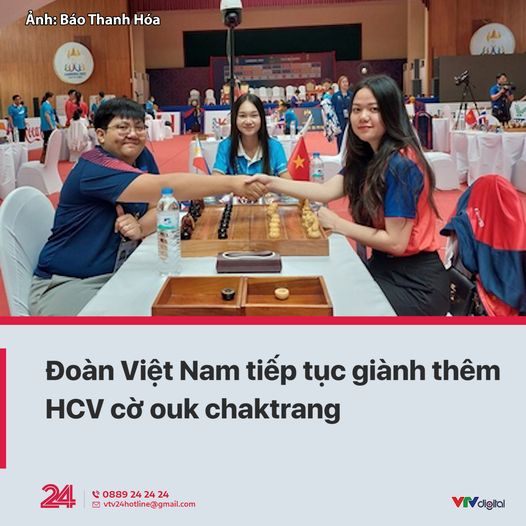 Ảnh: Báo Thanh Hóa
Đoàn Việt Nam tiếp tục giành thêm
HCV cờ ouk chaktrang
24
0889 24 24 24
vtv24hotline@gmail.com
VTVdigital